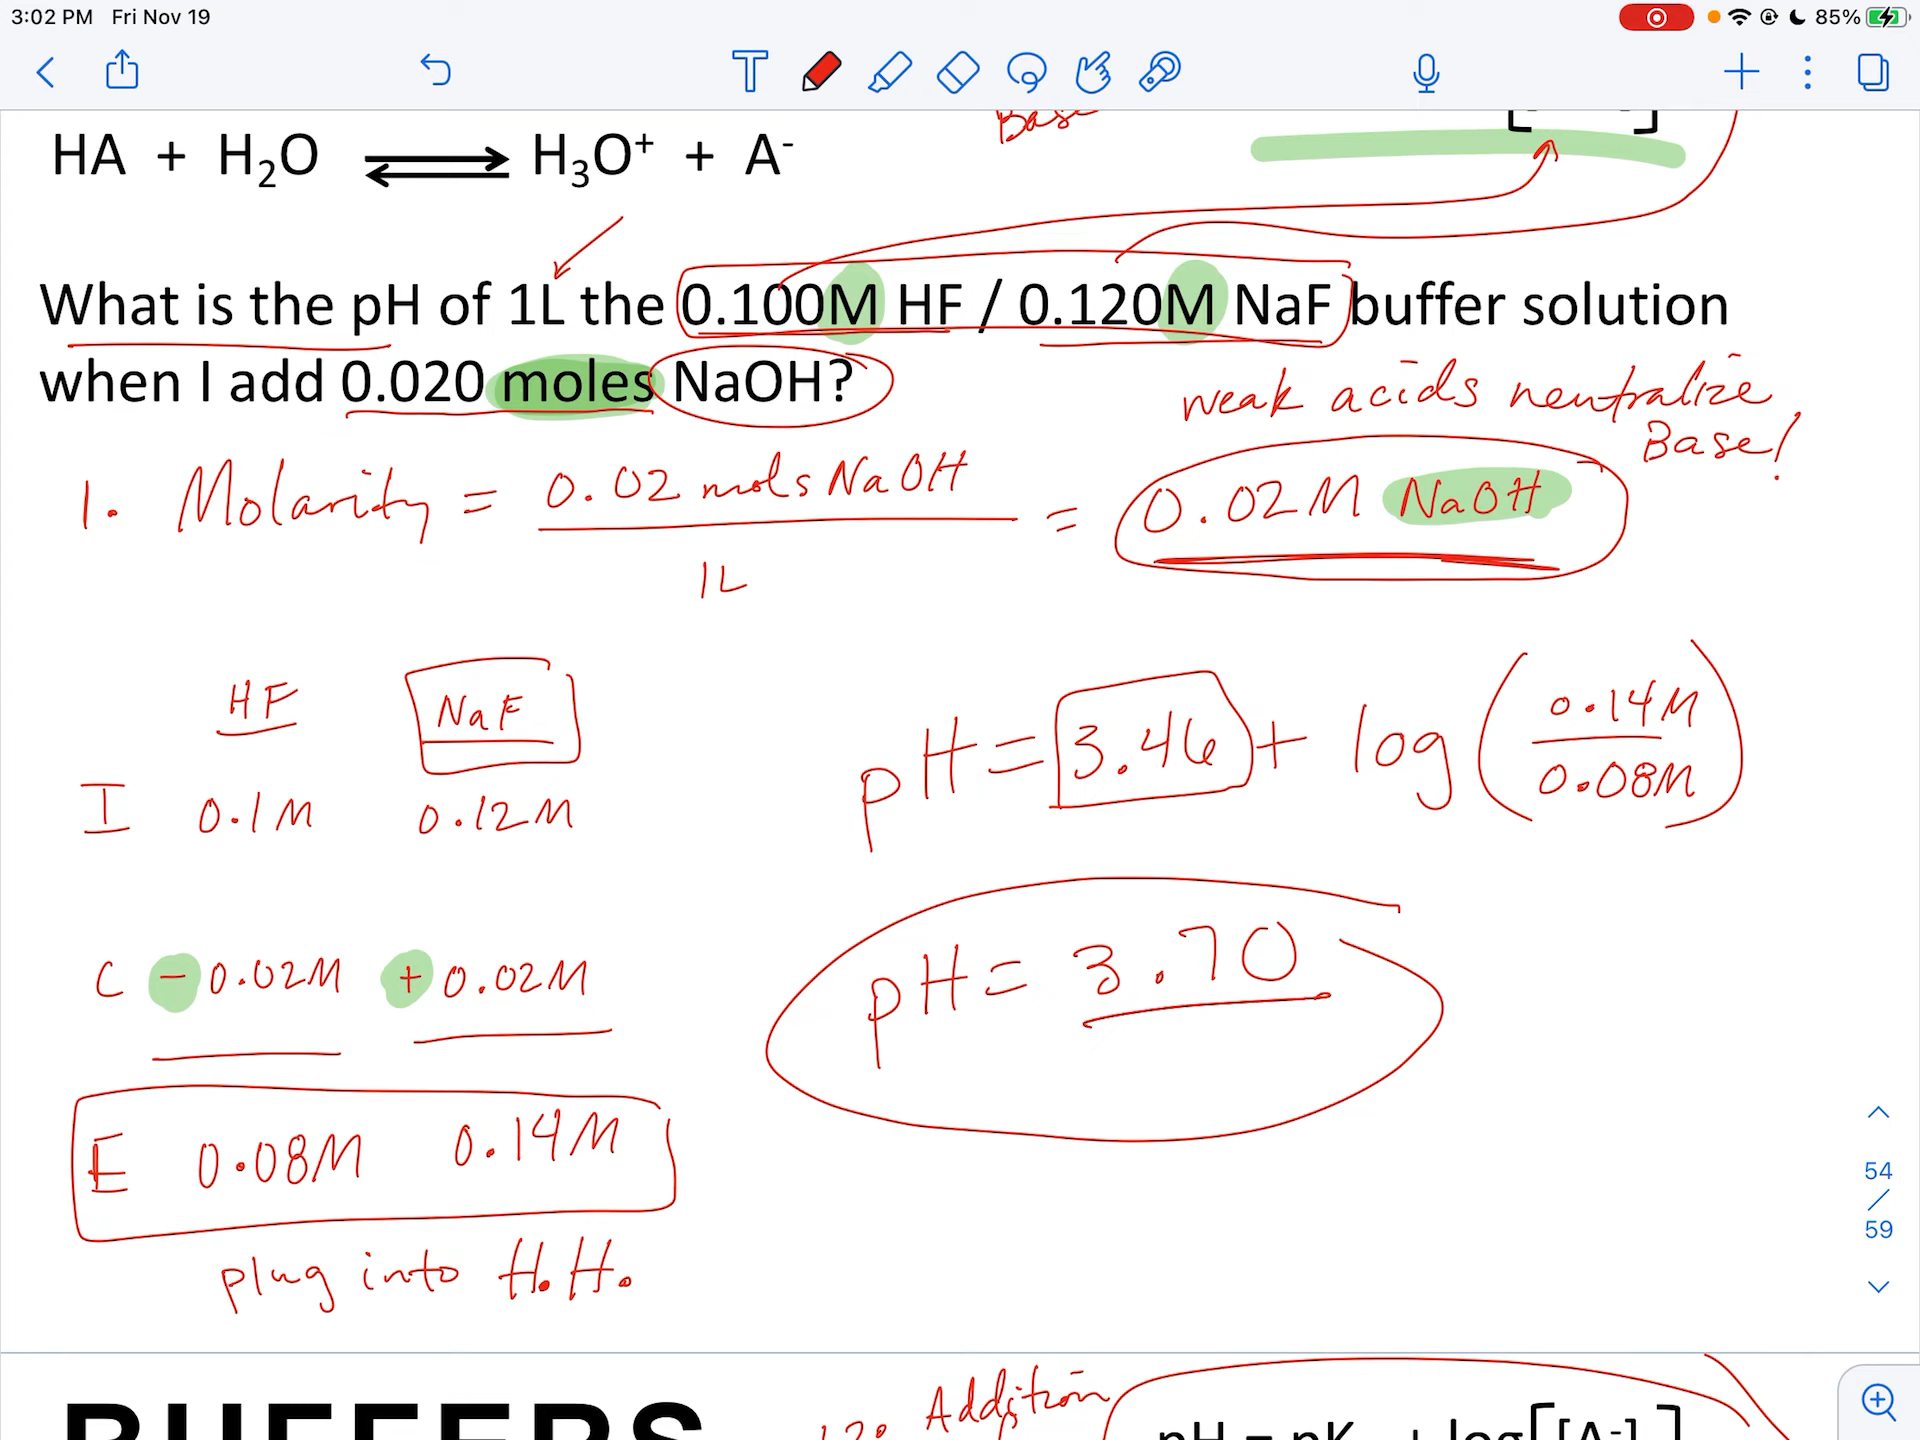 3:02 PM Fri Nov 19 85%
Base
HA + H₂O ⇌ H₃O⁺ + A⁻ [ ]
What is the pH of 1L the 0.100M HF / 0.120M NaF buffer solution
when I add 0.020 moles NaOH?
weak acids neutralize
Base!
1. Molarity = 0.02 mols NaOH / 1L = 0.02M NaOH
HF NaF
I 0.1M 0.12M
C -0.02M +0.02M
E 0.08M 0.14M
plug into H.H.
pH = 3.46 + log (0.14M / 0.08M)
pH = 3.70
54
/
59
Addition
BUFFERS
pH = pK + log [[A⁻]]